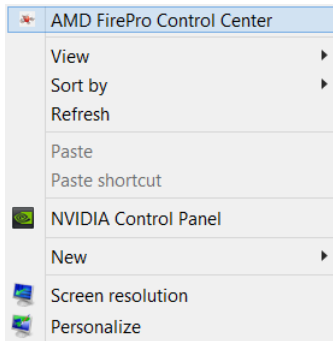 AMD FirePro Control Center
View
Sort by
Refresh
Paste
Paste shortcut
NVIDIA Control Panel
New
Screen resolution
Personalize